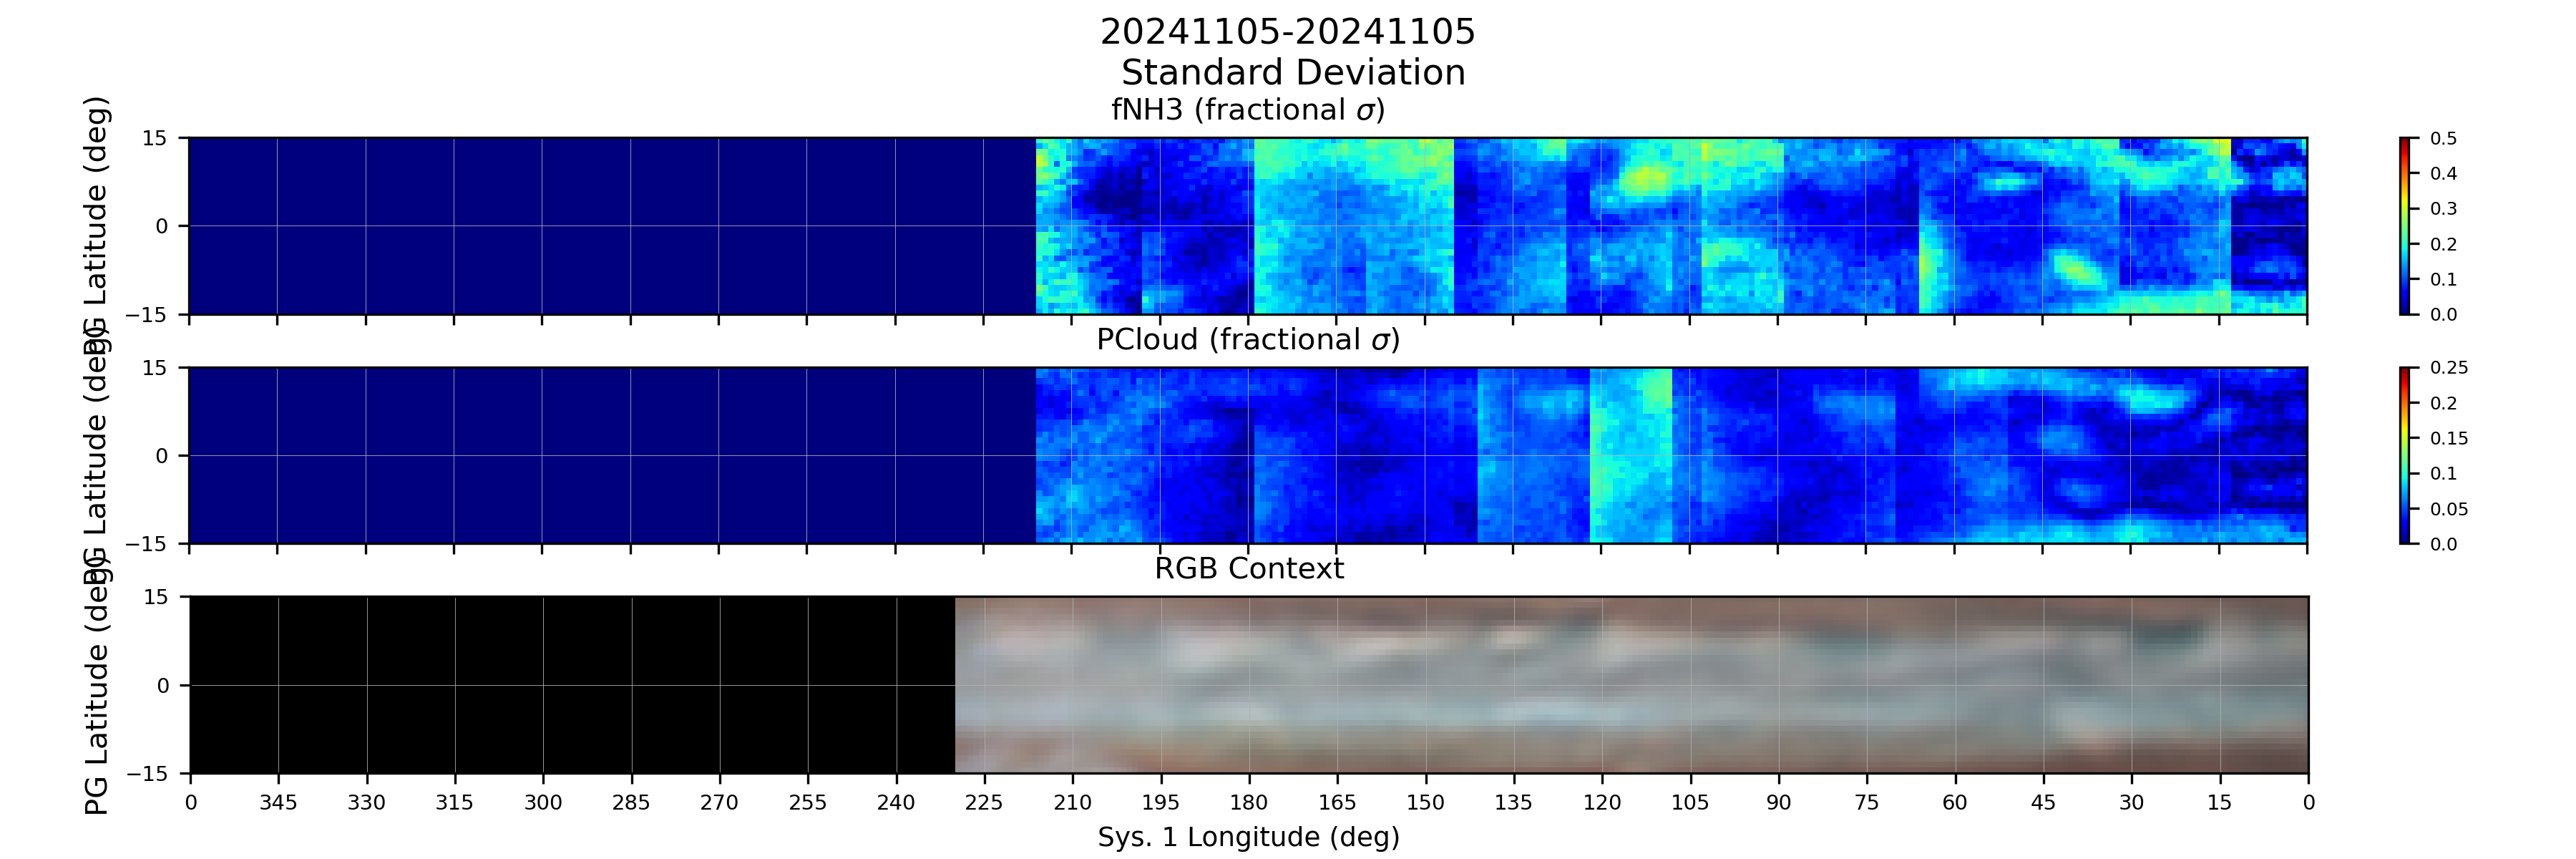 20241105-20241105
Standard Deviation
fNH3 (fractional σ)
PG Latitude (deg)
15
0
−15
0.5
0.4
0.3
0.2
0.1
0.0
PCloud (fractional σ)
PG Latitude (deg)
15
0
−15
0.25
0.2
0.15
0.1
0.05
0.0
RGB Context
PG Latitude (deg)
15
0
−15
0 345 330 315 300 285 270 255 240 225 210 195 180 165 150 135 120 105 90 75 60 45 30 15 0
Sys. 1 Longitude (deg)